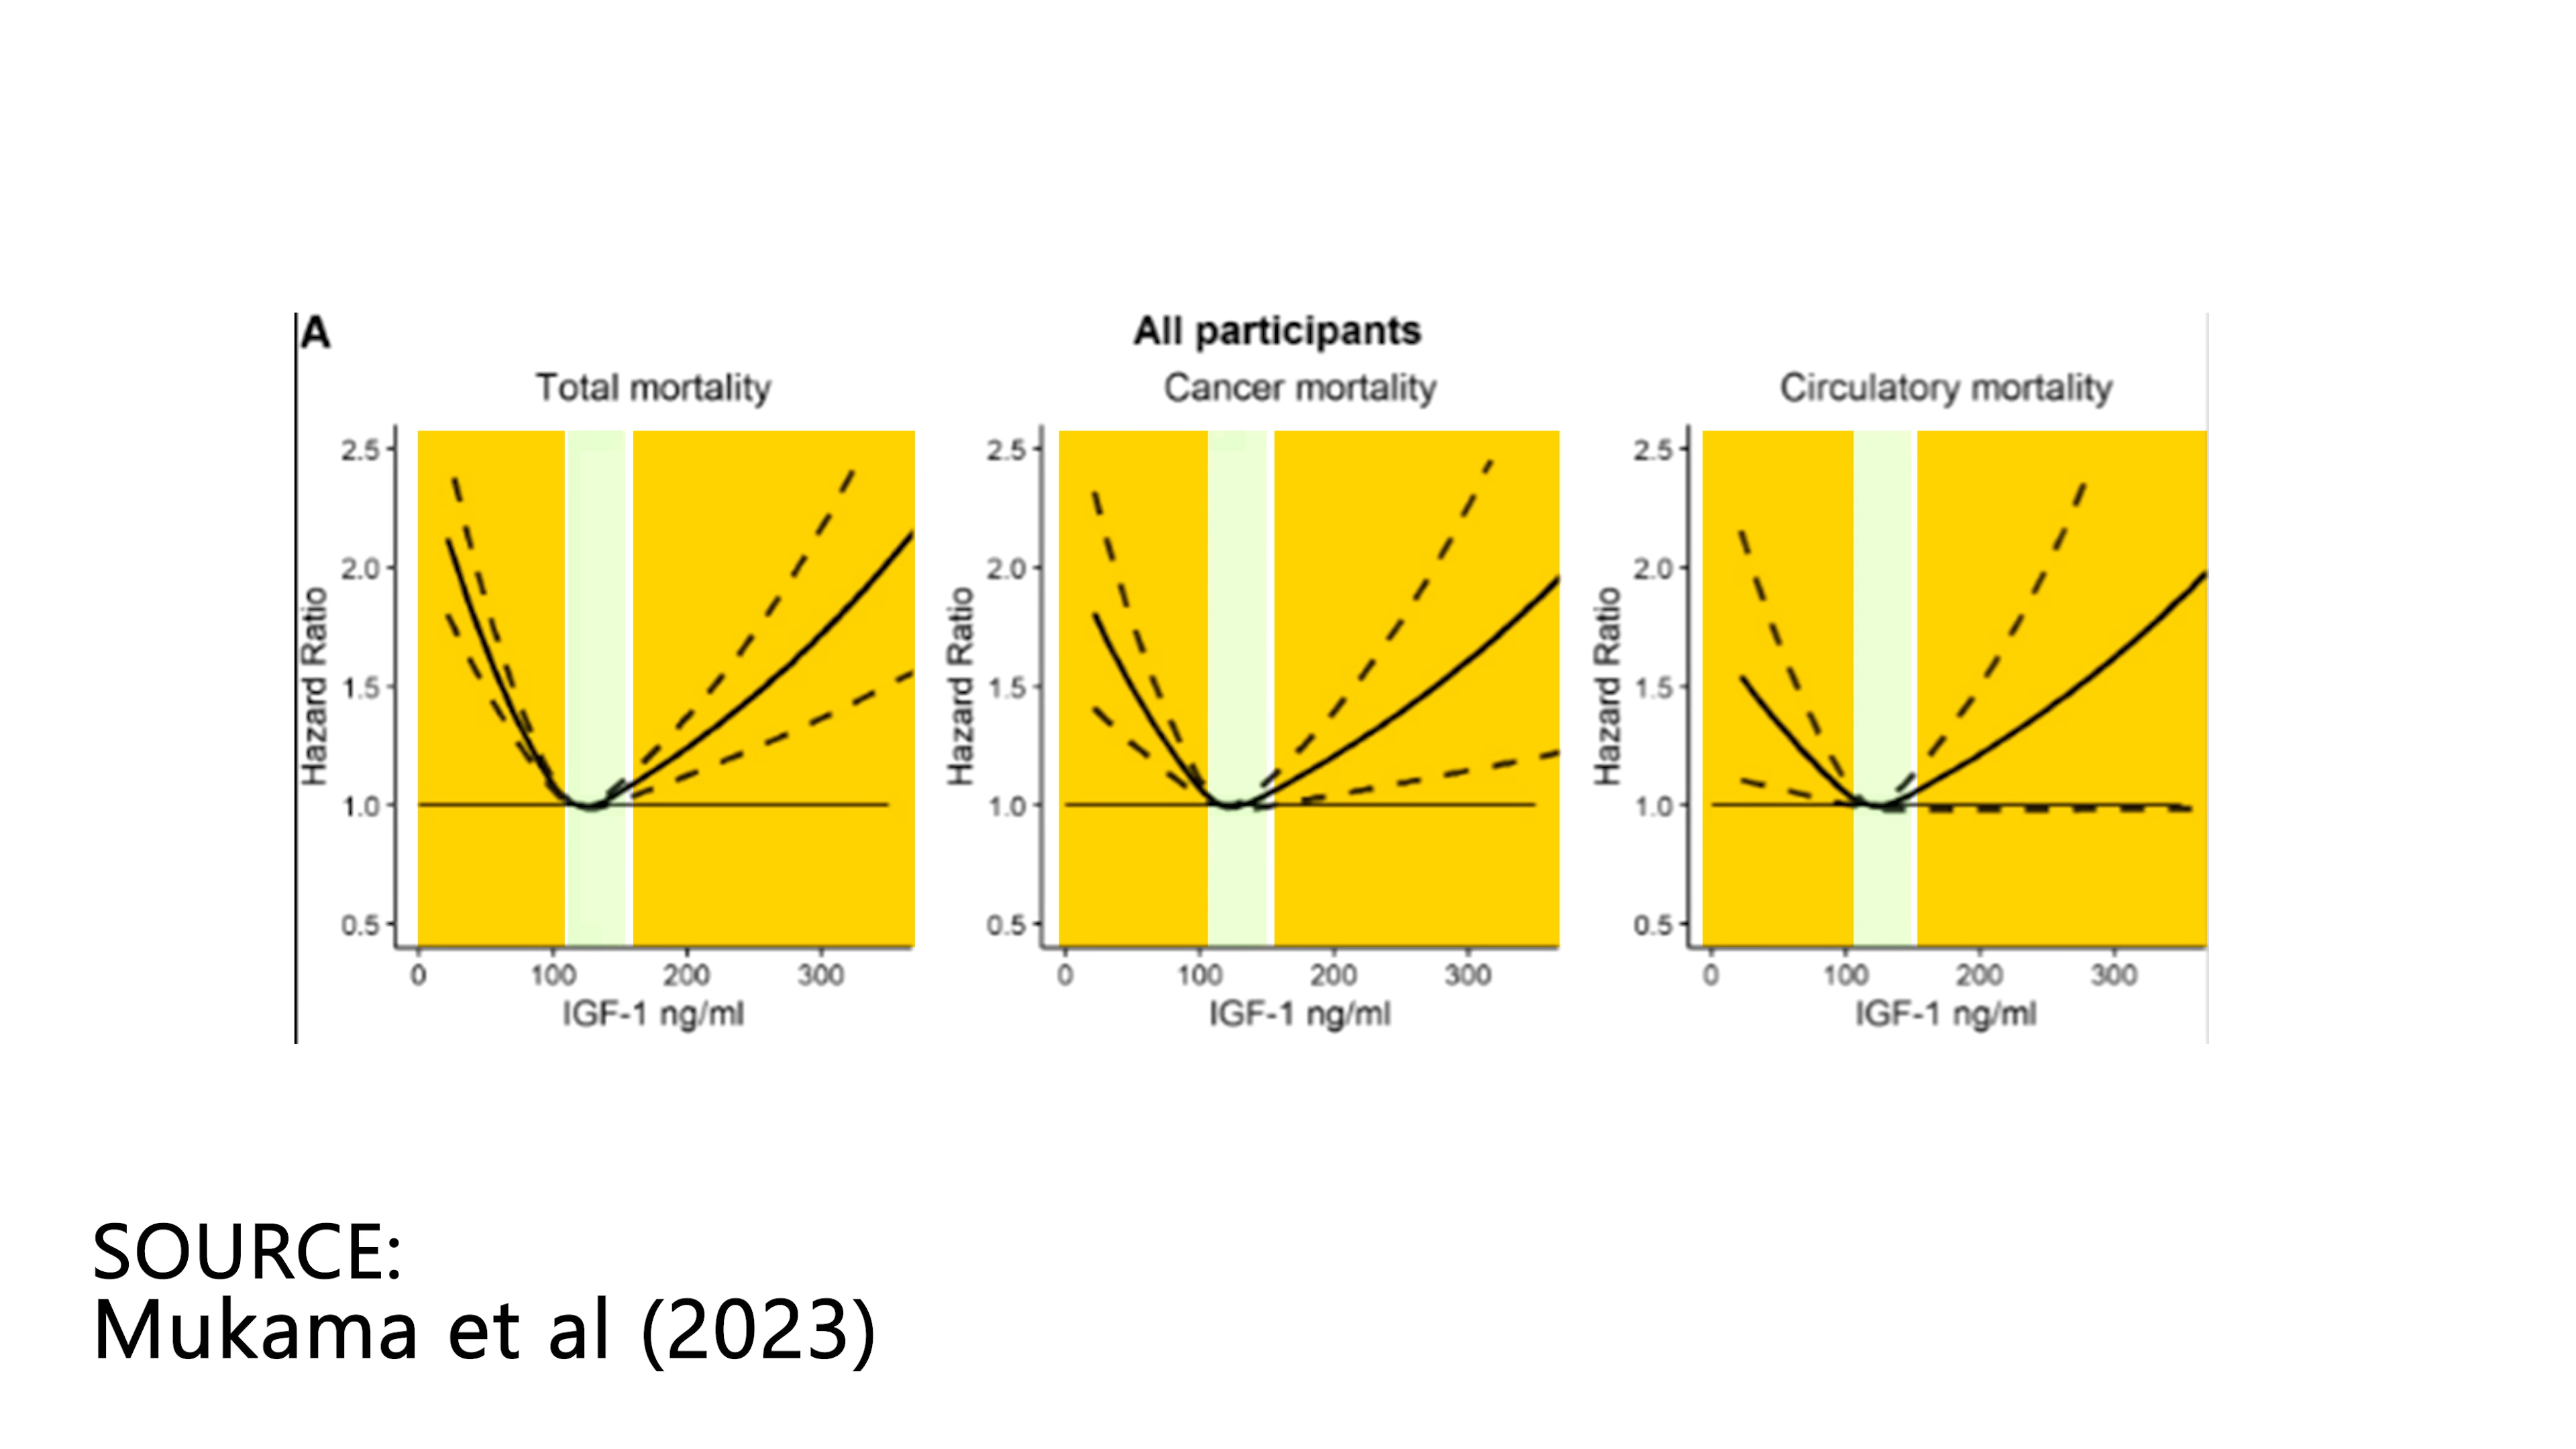 A
All participants
Total mortality
Hazard Ratio
2.5
2.0
1.5
1.0
0.5
0 100 200 300
IGF-1 ng/ml
Cancer mortality
Hazard Ratio
2.5
2.0
1.5
1.0
0.5
0 100 200 300
IGF-1 ng/ml
Circulatory mortality
Hazard Ratio
2.5
2.0
1.5
1.0
0.5
0 100 200 300
IGF-1 ng/ml
SOURCE:
Mukama et al (2023)